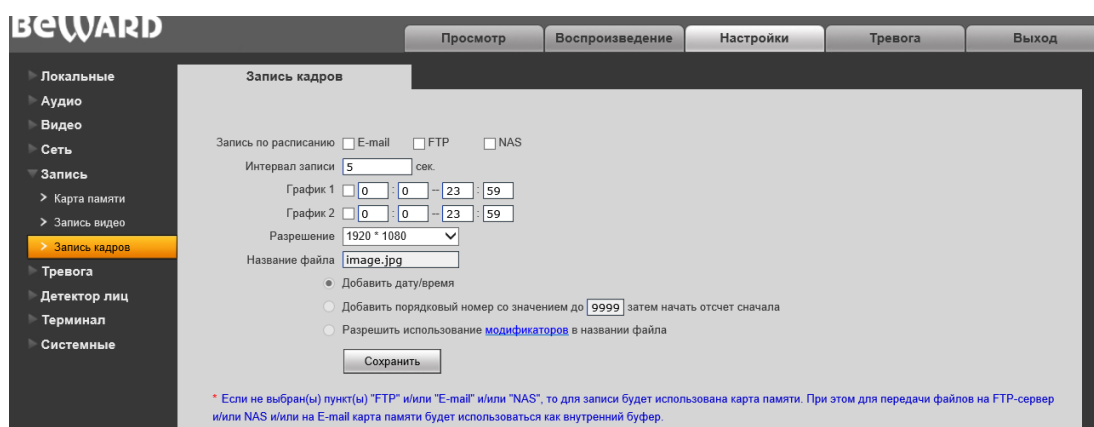 BEWARD
Просмотр Воспроизведение Настройки Тревога Выход
Локальные
Аудио
Видео
Сеть
Запись
> Карта памяти
> Запись видео
> Запись кадров
Тревога
Детектор лиц
Терминал
Системные
Запись кадров
Запись по расписанию E-mail FTP NAS
Интервал записи 5 сек.
График 1 0 : 0 -- 23 : 59
График 2 0 : 0 -- 23 : 59
Разрешение 1920 * 1080
Название файла image.jpg
Добавить дату/время
Добавить порядковый номер со значением до 9999 затем начать отсчет сначала
Разрешить использование модификаторов в названии файла
Сохранить
* Если не выбран(ы) пункт(ы) "FTP" и/или "E-mail" и/или "NAS", то для записи будет использована карта памяти. При этом для передачи файлов на FTP-сервер
и/или NAS и/или на E-mail карта памяти будет использоваться как внутренний буфер.